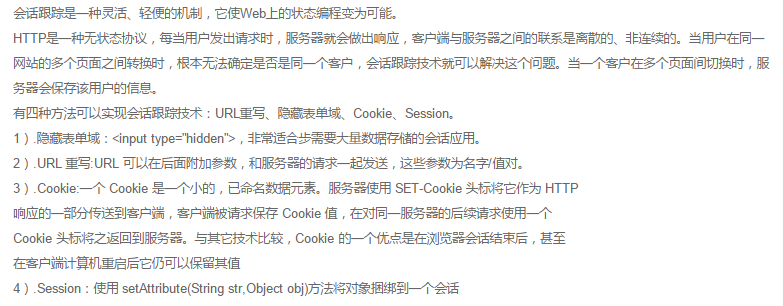 会话跟踪是一种灵活、轻便的机制，它使Web上的状态编程变为可能。
HTTP是一种无状态协议，每当用户发出请求时，服务器就会做出响应，客户端与服务器之间的联系是离散的、非连续的。当用户在同一
网站的多个页面之间转换时，根本无法确定是否是同一个客户，会话跟踪技术就可以解决这个问题。当一个客户在多个页面间切换时，服
务器会保存该用户的信息。
有四种方法可以实现会话跟踪技术：URL重写、隐藏表单域、Cookie、Session。
1）.隐藏表单域：<input type="hidden">，非常适合步需要大量数据存储的会话应用。
2）.URL 重写:URL 可以在后面附加参数，和服务器的请求一起发送，这些参数为名字/值对。
3）.Cookie:一个 Cookie 是一个小的，已命名数据元素。服务器使用 SET-Cookie 头标将它作为 HTTP
响应的一部分传送到客户端，客户端被请求保存 Cookie 值，在对同一服务器的后续请求使用一个
Cookie 头标将之返回到服务器。与其它技术比较，Cookie 的一个优点是在浏览器会话结束后，甚至
在客户端计算机重启后它仍可以保留其值
4）.Session：使用 setAttribute(String str,Object obj)方法将对象捆绑到一个会话